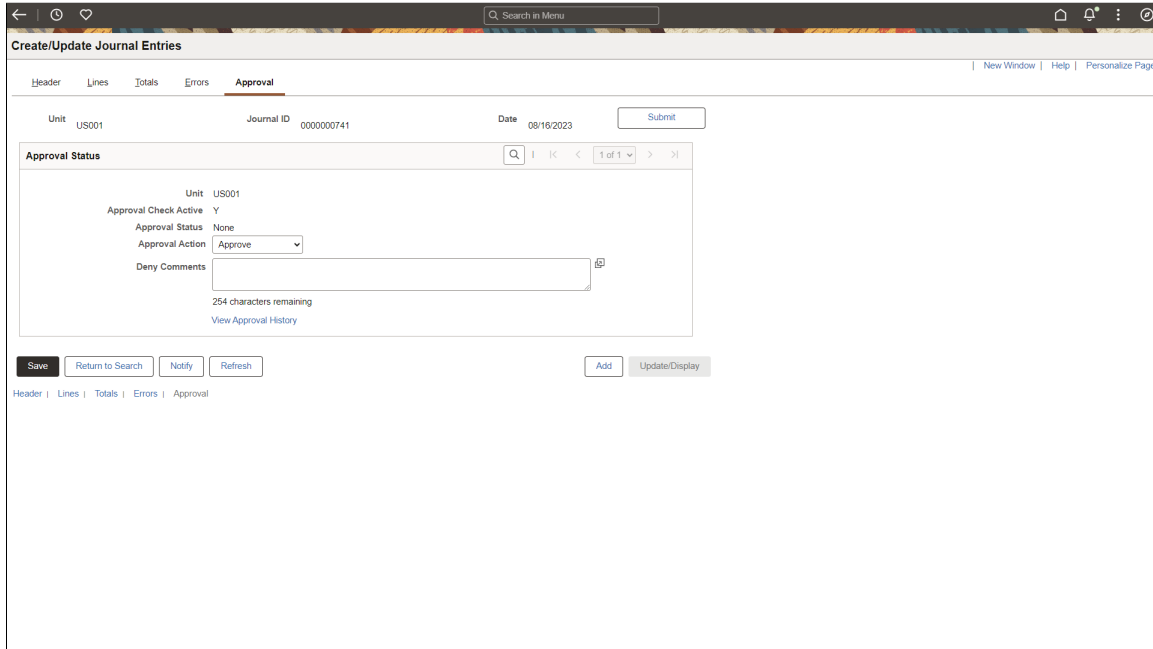 Search in Menu
Create/Update Journal Entries
| New Window | Help | Personalize Page
Header Lines Totals Errors Approval
Unit US001 Journal ID 0000000741 Date 08/16/2023 Submit
Approval Status 1 of 1
Unit US001
Approval Check Active Y
Approval Status None
Approval Action Approve
Deny Comments
254 characters remaining
View Approval History
Save Return to Search Notify Refresh Add Update/Display
Header | Lines | Totals | Errors | Approval